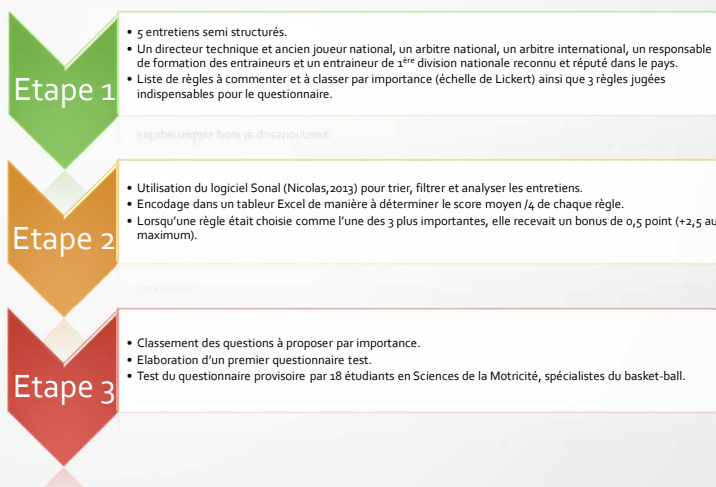 Etape 1
• 5 entretiens semi structurés.
• Un directeur technique et ancien joueur national, un arbitre national, un arbitre international, un responsable
de formation des entraineurs et un entraineur de 1ère division nationale reconnu et réputé dans le pays.
• Liste de règles à commenter et à classer par importance (échelle de Lickert) ainsi que 3 règles jugées
indispensables pour le questionnaire.
Etape 2
• Utilisation du logiciel Sonal (Nicolas,2013) pour trier, filtrer et analyser les entretiens.
• Encodage dans un tableur Excel de manière à déterminer le score moyen /4 de chaque règle.
• Lorsqu'une règle était choisie comme l'une des 3 plus importantes, elle recevait un bonus de 0,5 point (+2,5 au
maximum).
Etape 3
• Classement des questions à proposer par importance.
• Elaboration d'un premier questionnaire test.
• Test du questionnaire provisoire par 18 étudiants en Sciences de la Motricité, spécialistes du basket-ball.